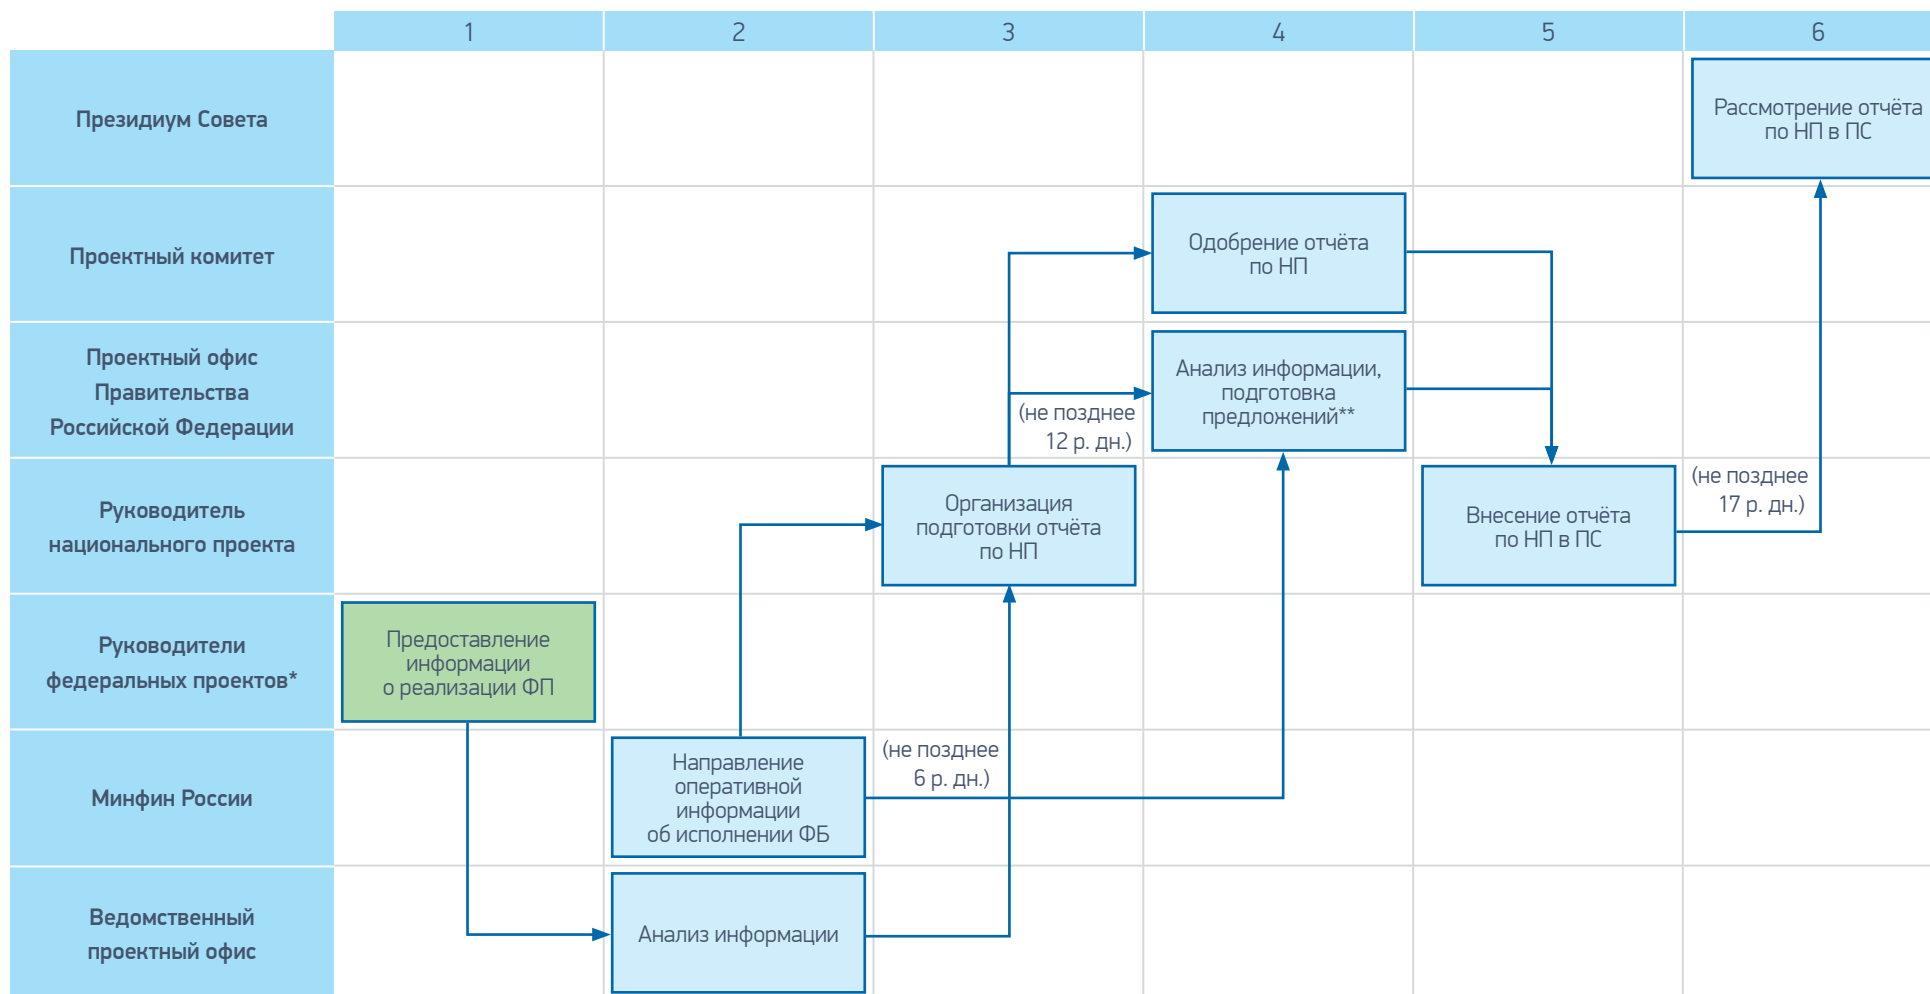 1
2
3
4
5
6
Президиум Совета
Рассмотрение отчёта
по НП в ПС
Проектный комитет
Одобрение отчёта
по НП
Проектный офис
Правительства
Российской Федерации
(не позднее
12 р. дн.)
Анализ информации,
подготовка
предложений**
Руководитель
национального проекта
Организация
подготовки отчёта
по НП
Внесение отчёта
по НП в ПС
(не позднее
17 р. дн.)
Руководители
федеральных проектов*
Предоставление
информации
о реализации ФП
Минфин России
Направление
оперативной
информации
об исполнении ФБ
(не позднее
6 р. дн.)
Ведомственный
проектный офис
Анализ информации